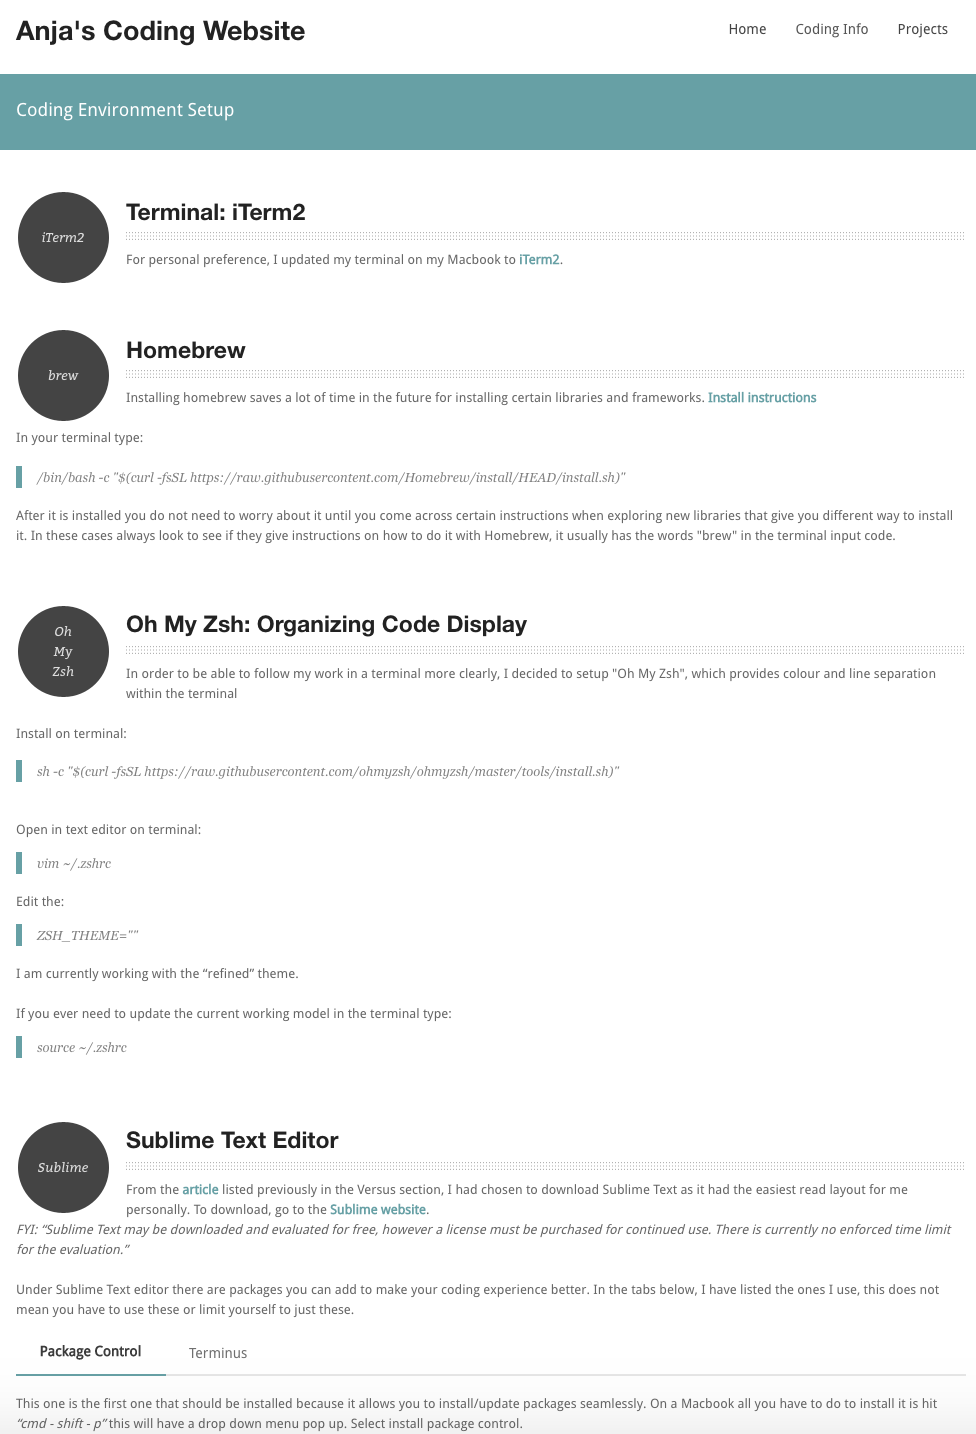 Anja's Coding Website
Home
Coding Info
Projects
Coding Environment Setup
iTerm2
Terminal: iTerm2
For personal preference, I updated my terminal on my Macbook to iTerm2.
brew
Homebrew
Installing homebrew saves a lot of time in the future for installing certain libraries and frameworks. Install instructions
In your terminal type:
/bin/bash -c "$(curl -fsSL https://raw.githubusercontent.com/Homebrew/install/HEAD/install.sh)"
After it is installed you do not need to worry about it until you come across certain instructions when exploring new libraries that give you different way to install
it. In these cases always look to see if they give instructions on how to do it with Homebrew, it usually has the words "brew" in the terminal input code.
Oh
My
Zsh
Oh My Zsh: Organizing Code Display
In order to be able to follow my work in a terminal more clearly, I decided to setup "Oh My Zsh", which provides colour and line separation
within the terminal
Install on terminal:
sh -c "$(curl -fsSL https://raw.githubusercontent.com/ohmyzsh/ohmyzsh/master/tools/install.sh)"
Open in text editor on terminal:
vim ~/.zshrc
Edit the:
ZSH_THEME=""
I am currently working with the “refined” theme.
If you ever need to update the current working model in the terminal type:
source ~/.zshrc
Sublime
Sublime Text Editor
From the article listed previously in the Versus section, I had chosen to download Sublime Text as it had the easiest read layout for me
personally. To download, go to the Sublime website.
FYI: “Sublime Text may be downloaded and evaluated for free, however a license must be purchased for continued use. There is currently no enforced time limit
for the evaluation.”
Under Sublime Text editor there are packages you can add to make your coding experience better. In the tabs below, I have listed the ones I use, this does not
mean you have to use these or limit yourself to just these.
Package Control
Terminus
This one is the first one that should be installed because it allows you to install/update packages seamlessly. On a Macbook all you have to do to install it is hit
“cmd - shift - p” this will have a drop down menu pop up. Select install package control.